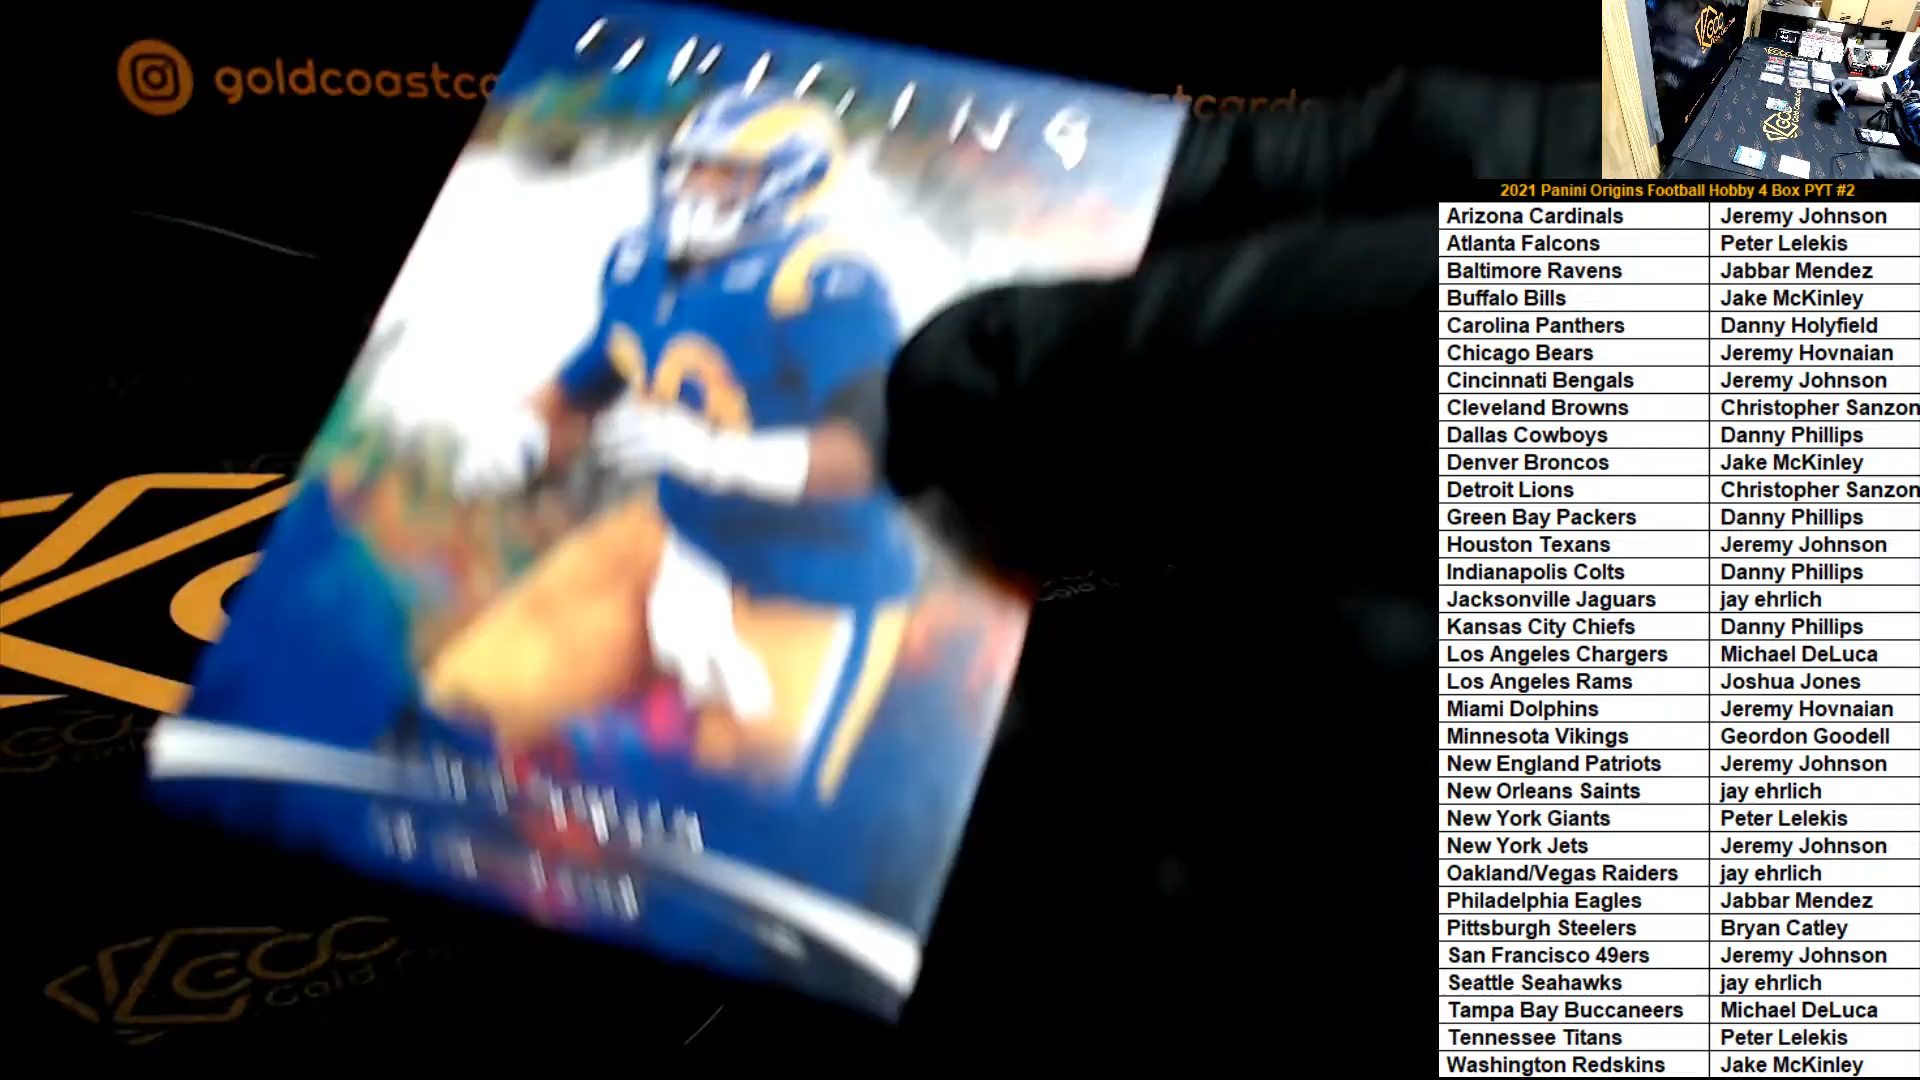 goldcoastca
stcards
ORIGINS
GCC
Gold
2021 Panini Origins Football Hobby 4 Box PYT #2
Arizona Cardinals Jeremy Johnson
Atlanta Falcons Peter Lelekis
Baltimore Ravens Jabbar Mendez
Buffalo Bills Jake McKinley
Carolina Panthers Danny Holyfield
Chicago Bears Jeremy Hovnaian
Cincinnati Bengals Jeremy Johnson
Cleveland Browns Christopher Sanzon
Dallas Cowboys Danny Phillips
Denver Broncos Jake McKinley
Detroit Lions Christopher Sanzon
Green Bay Packers Danny Phillips
Houston Texans Jeremy Johnson
Indianapolis Colts Danny Phillips
Jacksonville Jaguars jay ehrlich
Kansas City Chiefs Danny Phillips
Los Angeles Chargers Michael DeLuca
Los Angeles Rams Joshua Jones
Miami Dolphins Jeremy Hovnaian
Minnesota Vikings Geordon Goodell
New England Patriots Jeremy Johnson
New Orleans Saints jay ehrlich
New York Giants Peter Lelekis
New York Jets Jeremy Johnson
Oakland/Vegas Raiders jay ehrlich
Philadelphia Eagles Jabbar Mendez
Pittsburgh Steelers Bryan Catley
San Francisco 49ers Jeremy Johnson
Seattle Seahawks jay ehrlich
Tampa Bay Buccaneers Michael DeLuca
Tennessee Titans Peter Lelekis
Washington Redskins Jake McKinley